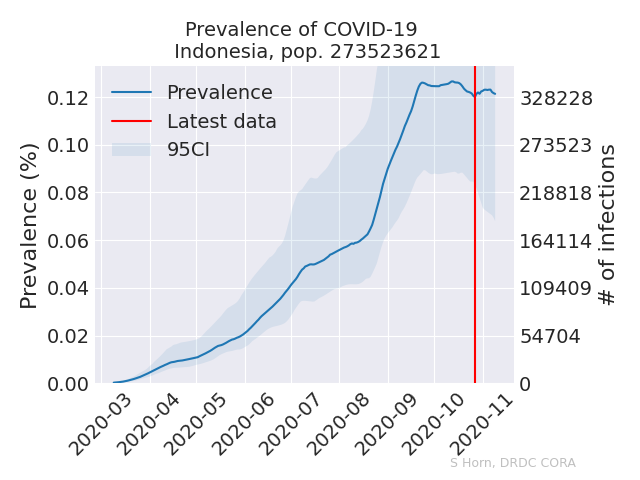 Prevalence of COVID-19
Indonesia, pop. 273523621
Prevalence
Latest data
95CI
Prevalence (%)
0.12
0.10
0.08
0.06
0.04
0.02
0.00
328228
273523
218818
164114
109409
54704
0
# of infections
2020-03
2020-04
2020-05
2020-06
2020-07
2020-08
2020-09
2020-10
2020-11
S Horn, DRDC CORA